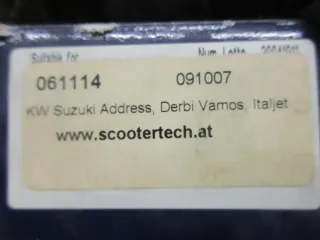 Suitable for Num. Lotto
061114 091007
KW Suzuki Address, Derbi Vamos, Italjet
www.scootertech.at